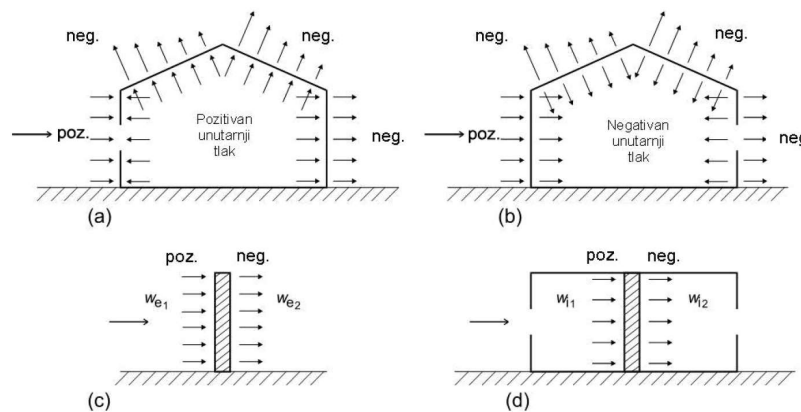 neg.
neg.
poz.
Pozitivan
unutarnji
tlak
neg.
(a)
neg.
neg.
poz.
Negativan
unutarnji
tlak
neg
(b)
poz.
neg.
We1
We2
(c)
poz.
neg.
Wi1
Wi2
(d)